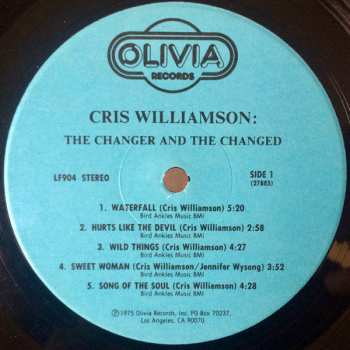 OLIVIA
RECORDS
CRIS WILLIAMSON:
THE CHANGER AND THE CHANGED
LF904 STEREO
SIDE 1
(27883)
1. WATERFALL (Cris Williamson) 5:20
Bird Ankles Music BMI
2. HURTS LIKE THE DEVIL (Cris Williamson) 2:58
Bird Ankles Music BMI
3. WILD THINGS (Cris Williamson) 4:27
Bird Ankles Music BMI
4. SWEET WOMAN (Cris Williamson/Jennifer Wysong) 3:52
Bird Ankles Music BMI
5. SONG OF THE SOUL (Cris Williamson) 4:28
Bird Ankles Music BMI
©1975 Olivia Records, Inc. PO Box 70237,
Los Angeles, CA 90070.